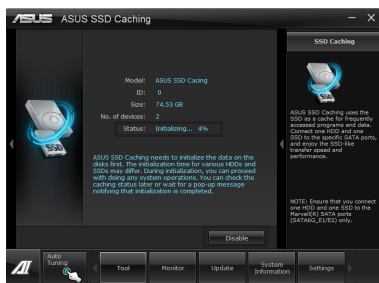 ASUS ASUS SSD Caching
SSD Caching
Model: ASUS SSD Cacing
ID: 0
Size: 74.53 GB
No. of devices: 2
Status: Initializing... 4%
ASUS SSD Caching needs to initialize the data on the
disks first. The initialization time for various HDDs and
SSDs may differ. During initialization, you can proceed
with doing any system operations. You can check the
caching status later or wait for a pop-up message
notifying that initialization is completed.
Disable
SSD
SSD
ASUS SSD Caching uses the
SSD as a cache for frequently
accessed programs and data.
Connect one HDD and one
SSD to the specific SATA ports,
and enjoy the SSD-like
transfer speed and
performance.
NOTE: Ensure that you connect
one HDD and one SSD to the
Marvell(R) SATA ports
(SATA6G_E1/E2) only.
Auto
Tuning
Tool
Monitor
Update
System
Information
Settings